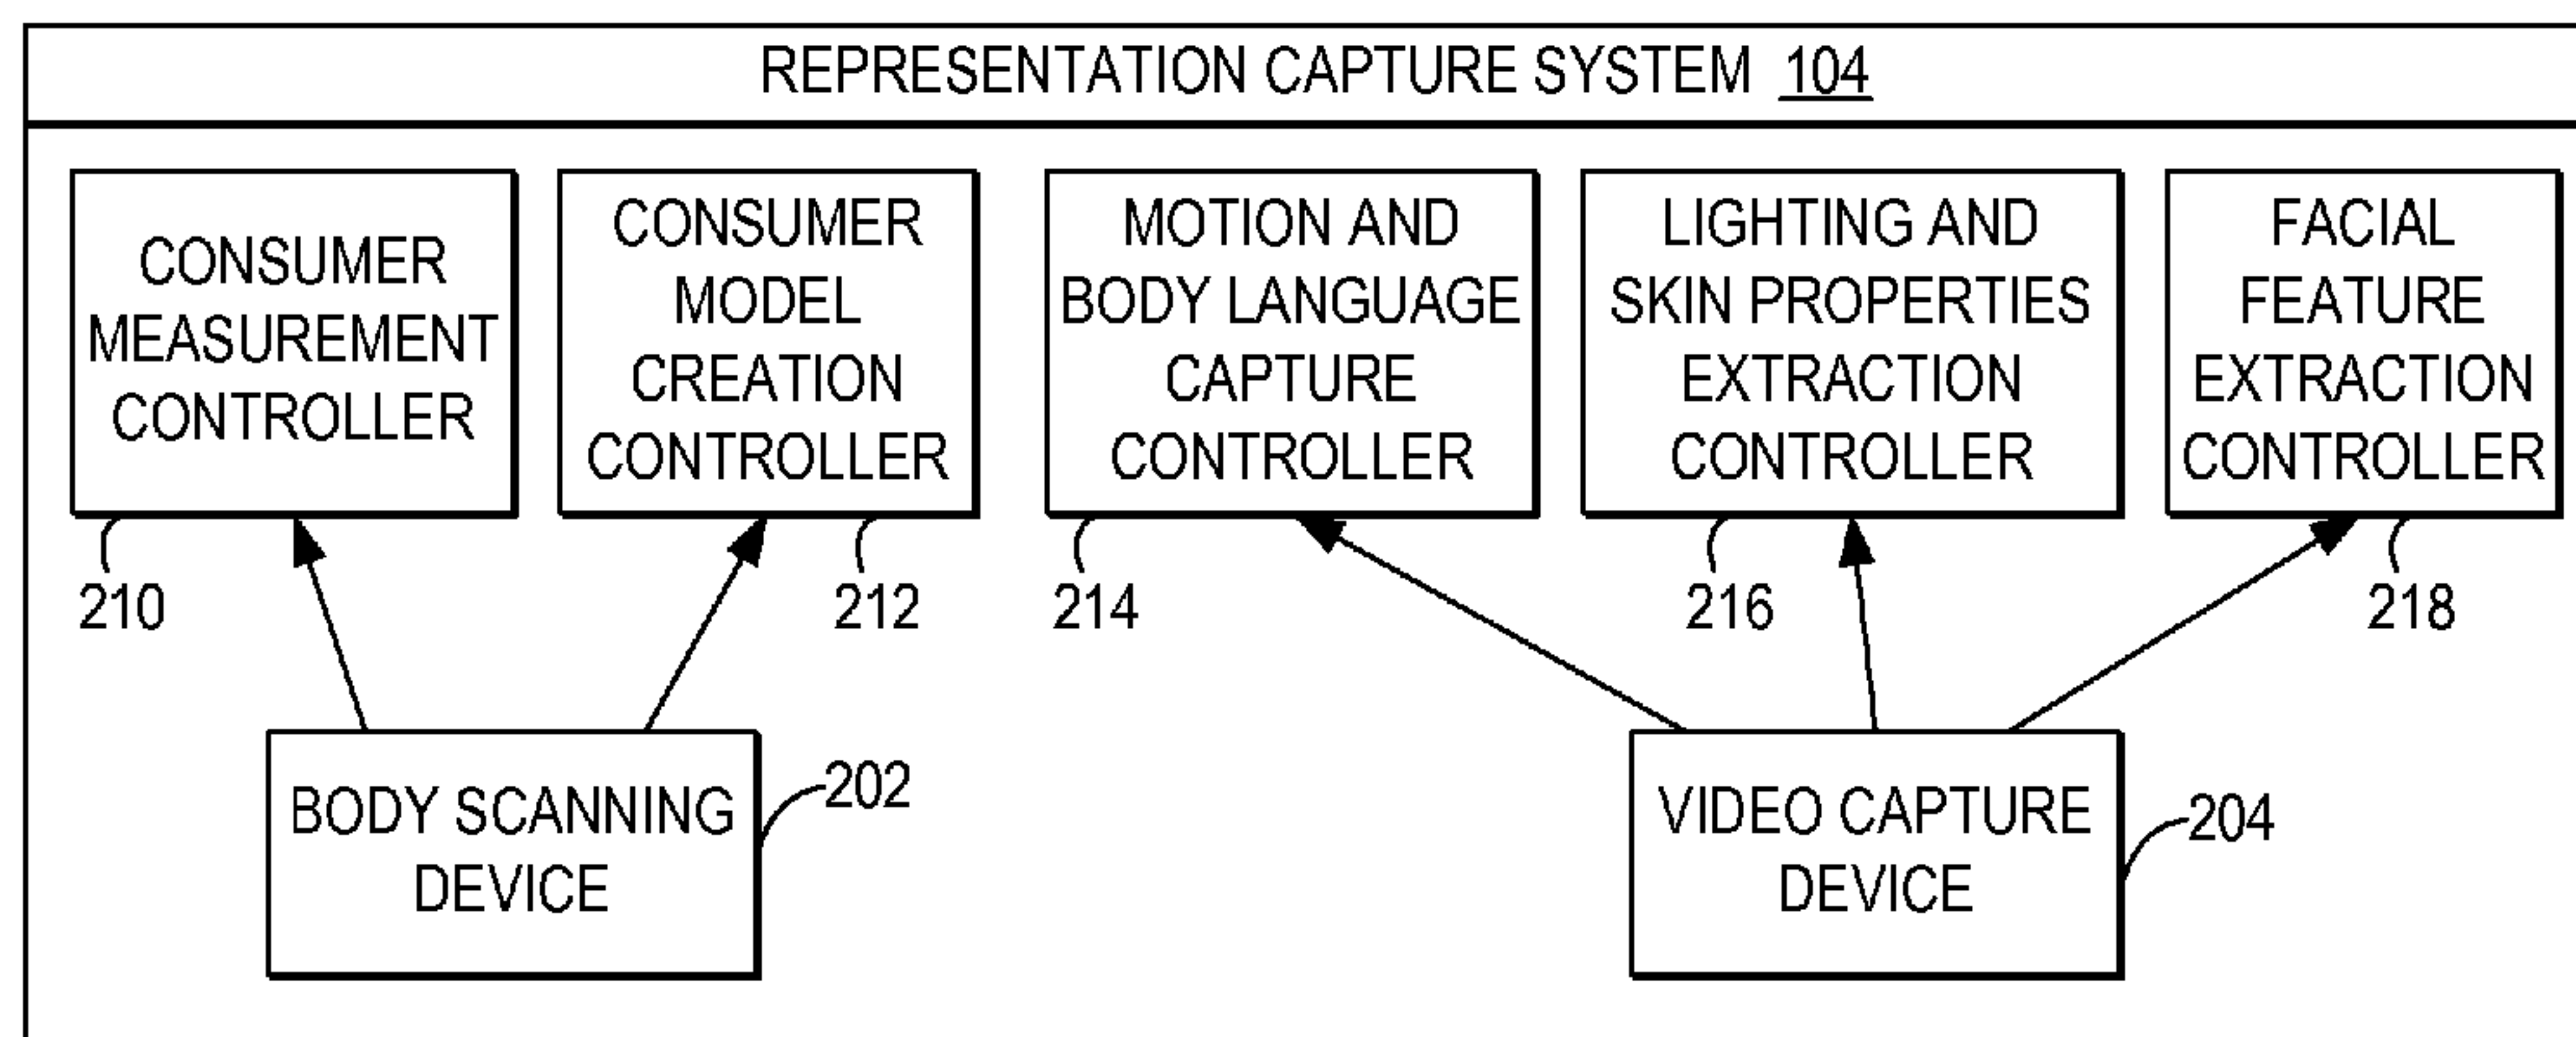 REPRESENTATION CAPTURE SYSTEM 104
CONSUMER
MEASUREMENT
CONTROLLER
210
CONSUMER
MODEL
CREATION
CONTROLLER
212
MOTION AND
BODY LANGUAGE
CAPTURE
CONTROLLER
214
LIGHTING AND
SKIN PROPERTIES
EXTRACTION
CONTROLLER
216
FACIAL
FEATURE
EXTRACTION
CONTROLLER
218
BODY SCANNING
DEVICE
202
VIDEO CAPTURE
DEVICE
204